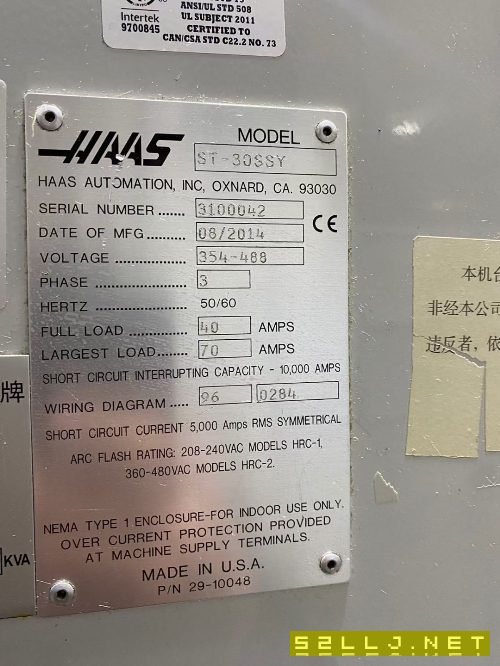 ANSI/UL STD 508
UL SUBJECT 2011
Intertek
9700845
CERTIFIED TO
CAN/CSA STD C22.2 NO. 73
HAAS
MODEL
ST-30SSY
HAAS AUTOMATION, INC, OXNARD, CA. 93030
SERIAL NUMBER ....... 3100042
DATE OF MFG .......... 08/2014
CE
VOLTAGE ................. 354-488
PHASE ..................... 3
HERTZ 50/60
FULL LOAD .............. 40 AMPS
LARGEST LOAD....... 70 AMPS
SHORT CIRCUIT INTERRUPTING CAPACITY - 10,000 AMPS
WIRING DIAGRAM ..... 96 0284
SHORT CIRCUIT CURRENT 5,000 Amps RMS SYMMETRICAL
ARC FLASH RATING: 208-240VAC MODELS HRC-1,
360-480VAC MODELS HRC-2.
NEMA TYPE 1 ENCLOSURE-FOR INDOOR USE ONLY.
OVER CURRENT PROTECTION PROVIDED
AT MACHINE SUPPLY TERMINALS.
MADE IN U.S.A.
P/N 29-10048
牌
KVA
本机台
非经本公司
违反者，依
52LLJ.NET